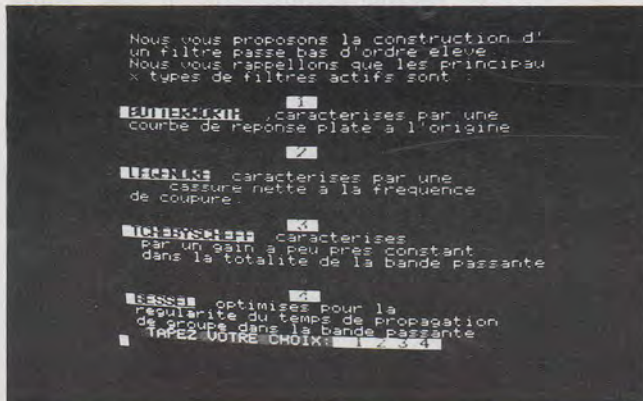 Nous vous proposons la construction d'
un filtre passe bas d'ordre eleve
Nous vous rappellons que les principau
x types de filtres actifs sont :
1
BUTTERWORTH ,caracterises par une
courbe de reponse plate a l'origine
2
LEGENDRE caracterises par une
cassure nette a la frequence
de coupure.
3
TCHEBYSCHEFF caracterises
par un gain a peu pres constant
dans la totalite de la bande passante
4
BESSEL optimises pour la
regularite du temps de propagation
de groupe dans la bande passante
TAPEZ VOTRE CHOIX: 1 2 3 4